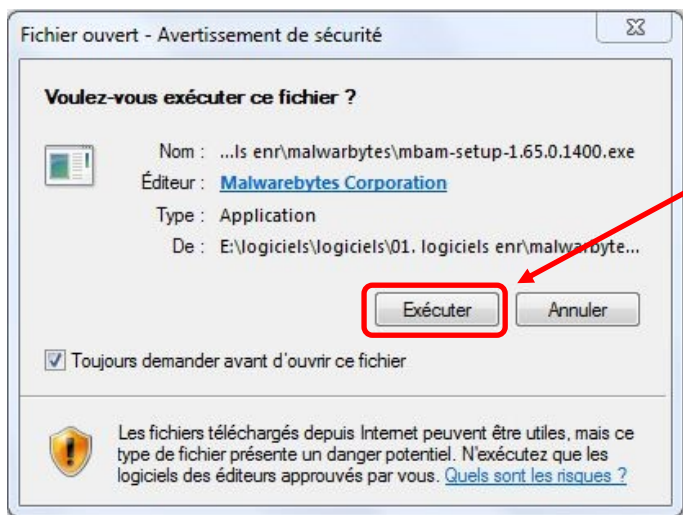 Fichier ouvert - Avertissement de sécurité
Voulez-vous exécuter ce fichier ?
Nom : ...ls enr\malwarbytes\mbam-setup-1.65.0.1400.exe
Éditeur : Malwarebytes Corporation
Type : Application
De : E:\logiciels\logiciels\01. logiciels enr\malwarbyte...
Exécuter Annuler
Toujours demander avant d'ouvrir ce fichier
Les fichiers téléchargés depuis Internet peuvent être utiles, mais ce
type de fichier présente un danger potentiel. N'exécutez que les
logiciels des éditeurs approuvés par vous. Quels sont les risques ?